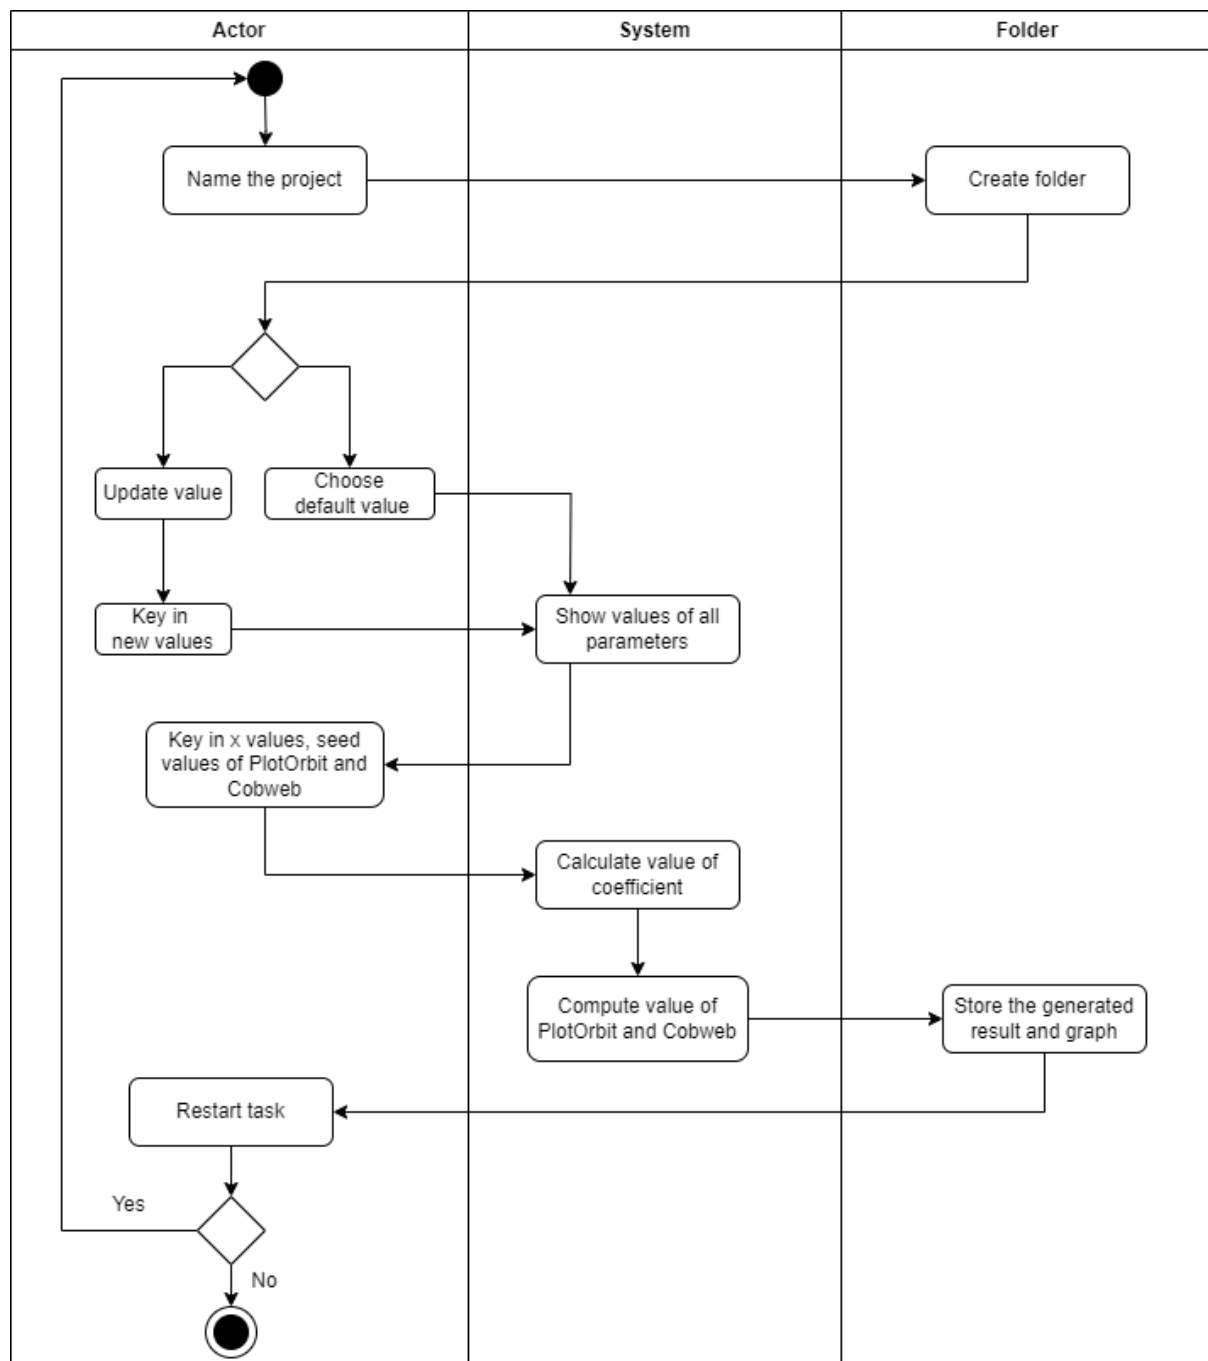 Actor
System
Folder
Name the project
Create folder
Update value
Choose
default value
Key in
new values
Show values of all
parameters
Key in x values, seed
values of PlotOrbit and
Cobweb
Calculate value of
coefficient
Compute value of
PlotOrbit and Cobweb
Store the generated
result and graph
Restart task
Yes
No